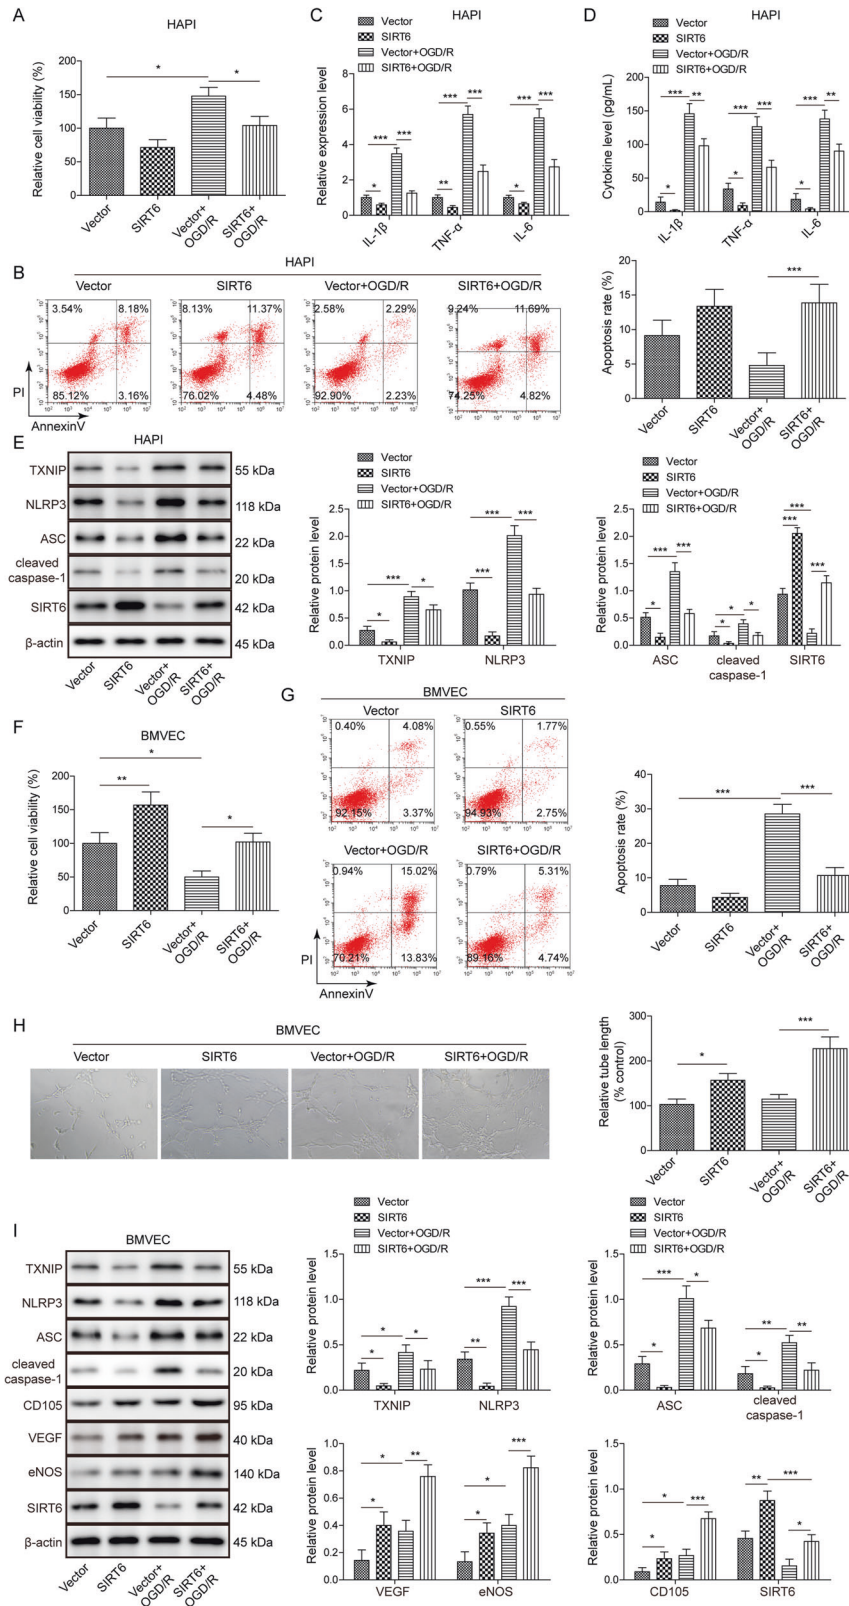 A
HAPI
Relative cell viability (%)
200
150
100
50
0
*
*
Vector
SIRT6
Vector+
OGD/R
SIRT6+
OGD/R
C
HAPI
Vector
SIRT6
Vector+OGD/R
SIRT6+OGD/R
Relative expression level
8
6
4
2
0
*** *** *
*** *** **
*** *** *
IL-1β
TNF-α
IL-6
D
HAPI
Vector
SIRT6
Vector+OGD/R
SIRT6+OGD/R
Cytokine level (pg/mL)
200
150
100
50
0
*** ** *
*** *** *
*** ** *
IL-1β
TNF-α
IL-6
B
HAPI
Vector
SIRT6
Vector+OGD/R
SIRT6+OGD/R
3.54% 8.18%
85.12% 3.16%
8.13% 11.37%
76.02% 4.48%
2.58% 2.29%
92.90% 2.23%
9.24% 11.69%
74.25% 4.82%
PI
AnnexinV
Apoptosis rate (%)
20
15
10
5
0
***
Vector
SIRT6
Vector+
OGD/R
SIRT6+
OGD/R
E
HAPI
TXNIP 55 kDa
NLRP3 118 kDa
ASC 22 kDa
cleaved
caspase-1 20 kDa
SIRT6 42 kDa
β-actin 45 kDa
Vector
SIRT6
Vector+
OGD/R
SIRT6+
OGD/R
Vector
SIRT6
Vector+OGD/R
SIRT6+OGD/R
Relative protein level
2.5
2.0
1.5
1.0
0.5
0.0
*** * *
*** *** ***
TXNIP
NLRP3
Vector
SIRT6
Vector+OGD/R
SIRT6+OGD/R
Relative protein level
2.5
2.0
1.5
1.0
0.5
0.0
*** *** *
* * *
*** *** ***
ASC
cleaved
caspase-1
SIRT6
F
BMVEC
Relative cell viability (%)
200
150
100
50
0
*
**
*
Vector
SIRT6
Vector+
OGD/R
SIRT6+
OGD/R
G
BMVEC
Vector
SIRT6
0.40% 4.08%
92.15% 3.37%
0.55% 1.77%
94.93% 2.75%
Vector+OGD/R
SIRT6+OGD/R
0.94% 15.02%
70.21% 13.83%
0.79% 5.31%
89.16% 4.74%
PI
AnnexinV
Apoptosis rate (%)
40
30
20
10
0
*** ***
Vector
SIRT6
Vector+
OGD/R
SIRT6+
OGD/R
H
BMVEC
Vector
SIRT6
Vector+OGD/R
SIRT6+OGD/R
Relative tube length
(% control)
300
200
100
0
*
***
Vector
SIRT6
Vector+
OGD/R
SIRT6+
OGD/R
I
BMVEC
TXNIP 55 kDa
NLRP3 118 kDa
ASC 22 kDa
cleaved
caspase-1 20 kDa
CD105 95 kDa
VEGF 40 kDa
eNOS 140 kDa
SIRT6 42 kDa
β-actin 45 kDa
Vector
SIRT6
Vector+
OGD/R
SIRT6+
OGD/R
Vector
SIRT6
Vector+OGD/R
SIRT6+OGD/R
Relative protein level
1.5
1.0
0.5
0.0
* * *
*** *** **
TXNIP
NLRP3
Vector
SIRT6
Vector+OGD/R
SIRT6+OGD/R
Relative protein level
1.5
1.0
0.5
0.0
*** * *
** ** *
ASC
cleaved
caspase-1
Relative protein level
1.0
0.8
0.6
0.4
0.2
0.0
* ** *
* *** *
VEGF
eNOS
Relative protein level
1.5
1.0
0.5
0.0
* *** *
** *** *
CD105
SIRT6